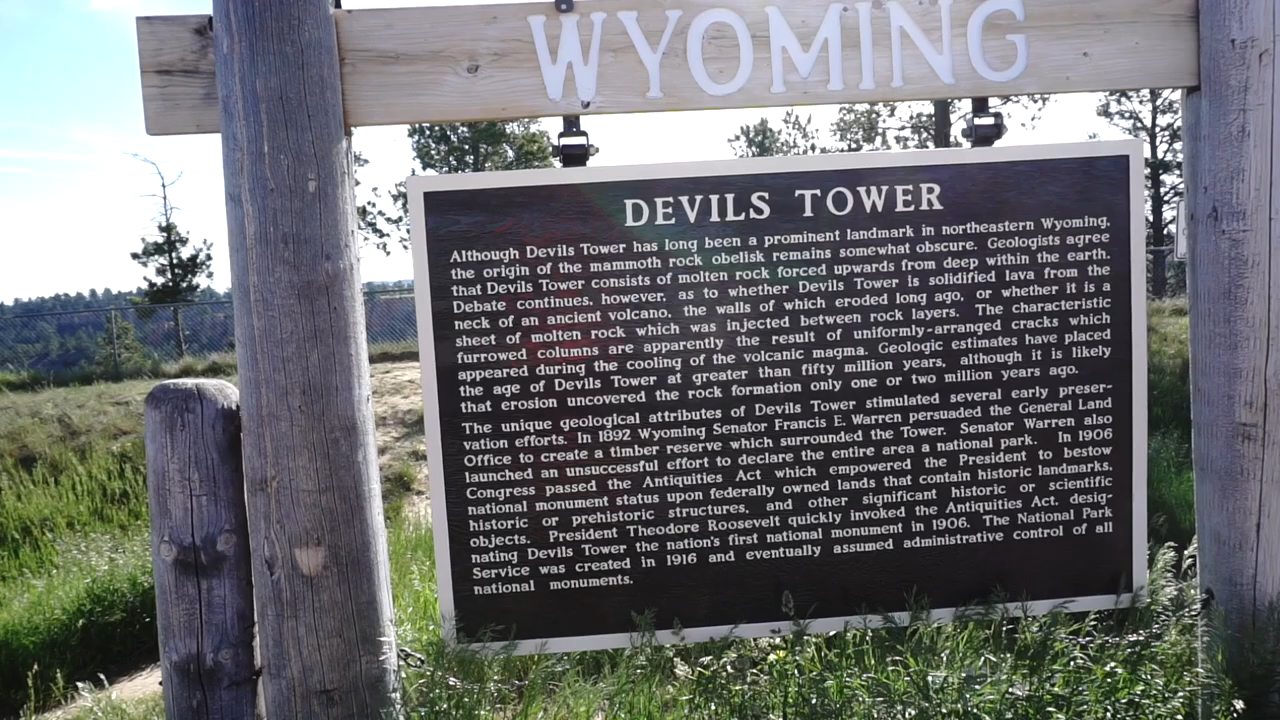 WYOMING
DEVILS TOWER
Although Devils Tower has long been a prominent landmark in northeastern Wyoming,
the origin of the mammoth rock obelisk remains somewhat obscure. Geologists agree
that Devils Tower consists of molten rock forced upwards from deep within the earth.
Debate continues, however, as to whether Devils Tower is solidified lava from the
neck of an ancient volcano, the walls of which eroded long ago, or whether it is a
sheet of molten rock which was injected between rock layers. The characteristic
furrowed columns are apparently the result of uniformly-arranged cracks which
appeared during the cooling of the volcanic magma. Geologic estimates have placed
the age of Devils Tower at greater than fifty million years, although it is likely
that erosion uncovered the rock formation only one or two million years ago.
The unique geological attributes of Devils Tower stimulated several early preser-
vation efforts. In 1892 Wyoming Senator Francis E. Warren persuaded the General Land
Office to create a timber reserve which surrounded the Tower. Senator Warren also
launched an unsuccessful effort to declare the entire area a national park. In 1906
Congress passed the Antiquities Act which empowered the President to bestow
national monument status upon federally owned lands that contain historic landmarks,
historic or prehistoric structures, and other significant historic or scientific
objects. President Theodore Roosevelt quickly invoked the Antiquities Act, desig-
nating Devils Tower the nation's first national monument in 1906. The National Park
Service was created in 1916 and eventually assumed administrative control of all
national monuments.